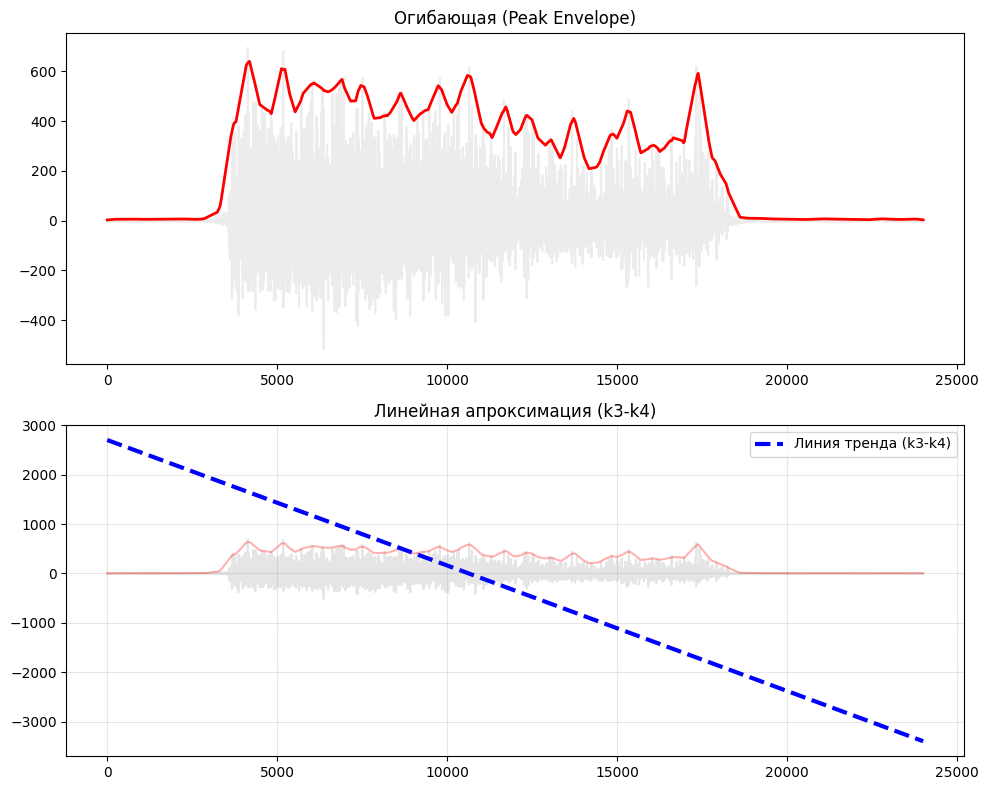 Огибающая (Peak Envelope)
600
400
200
0
−200
−400
0 5000 10000 15000 20000 25000
Линейная апроксимация (k3-k4)
3000
2000
1000
0
−1000
−2000
−3000
Линия тренда (k3-k4)
0 5000 10000 15000 20000 25000